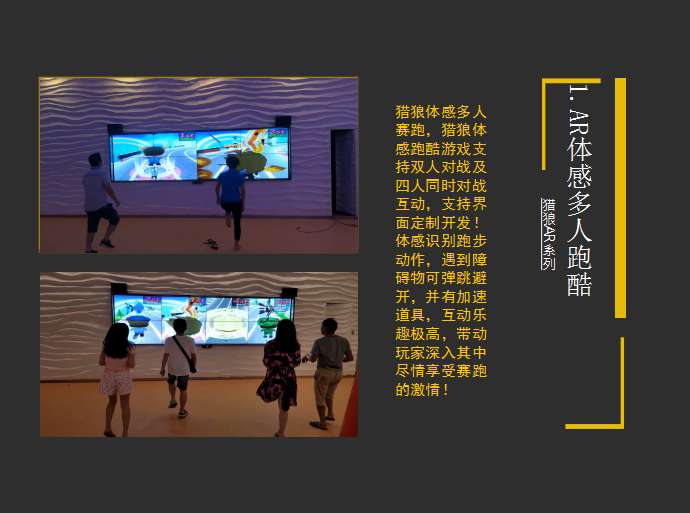 1.AR体感多人跑酷
猎狼AR系列
猎狼体感多人
赛跑，猎狼体
感跑酷游戏支
持双人对战及
四人同时对战
互动，支持界
面定制开发！
体感识别跑步
动作，遇到障
碍物可弹跳避
开，并有加速
道具，互动乐
趣极高，带动
玩家深入其中
尽情享受赛跑
的激情！